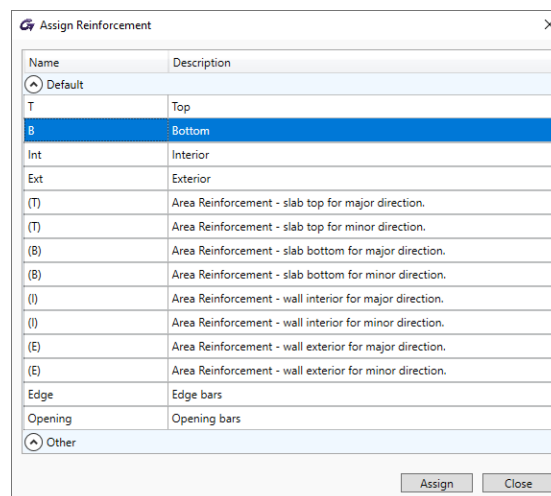 Assign Reinforcement
Name Description
Default
T Top
B Bottom
Int Interior
Ext Exterior
(T) Area Reinforcement - slab top for major direction.
(T) Area Reinforcement - slab top for minor direction.
(B) Area Reinforcement - slab bottom for major direction.
(B) Area Reinforcement - slab bottom for minor direction.
(I) Area Reinforcement - wall interior for major direction.
(I) Area Reinforcement - wall interior for minor direction.
(E) Area Reinforcement - wall exterior for major direction.
(E) Area Reinforcement - wall exterior for minor direction.
Edge Edge bars
Opening Opening bars
Other
Assign Close